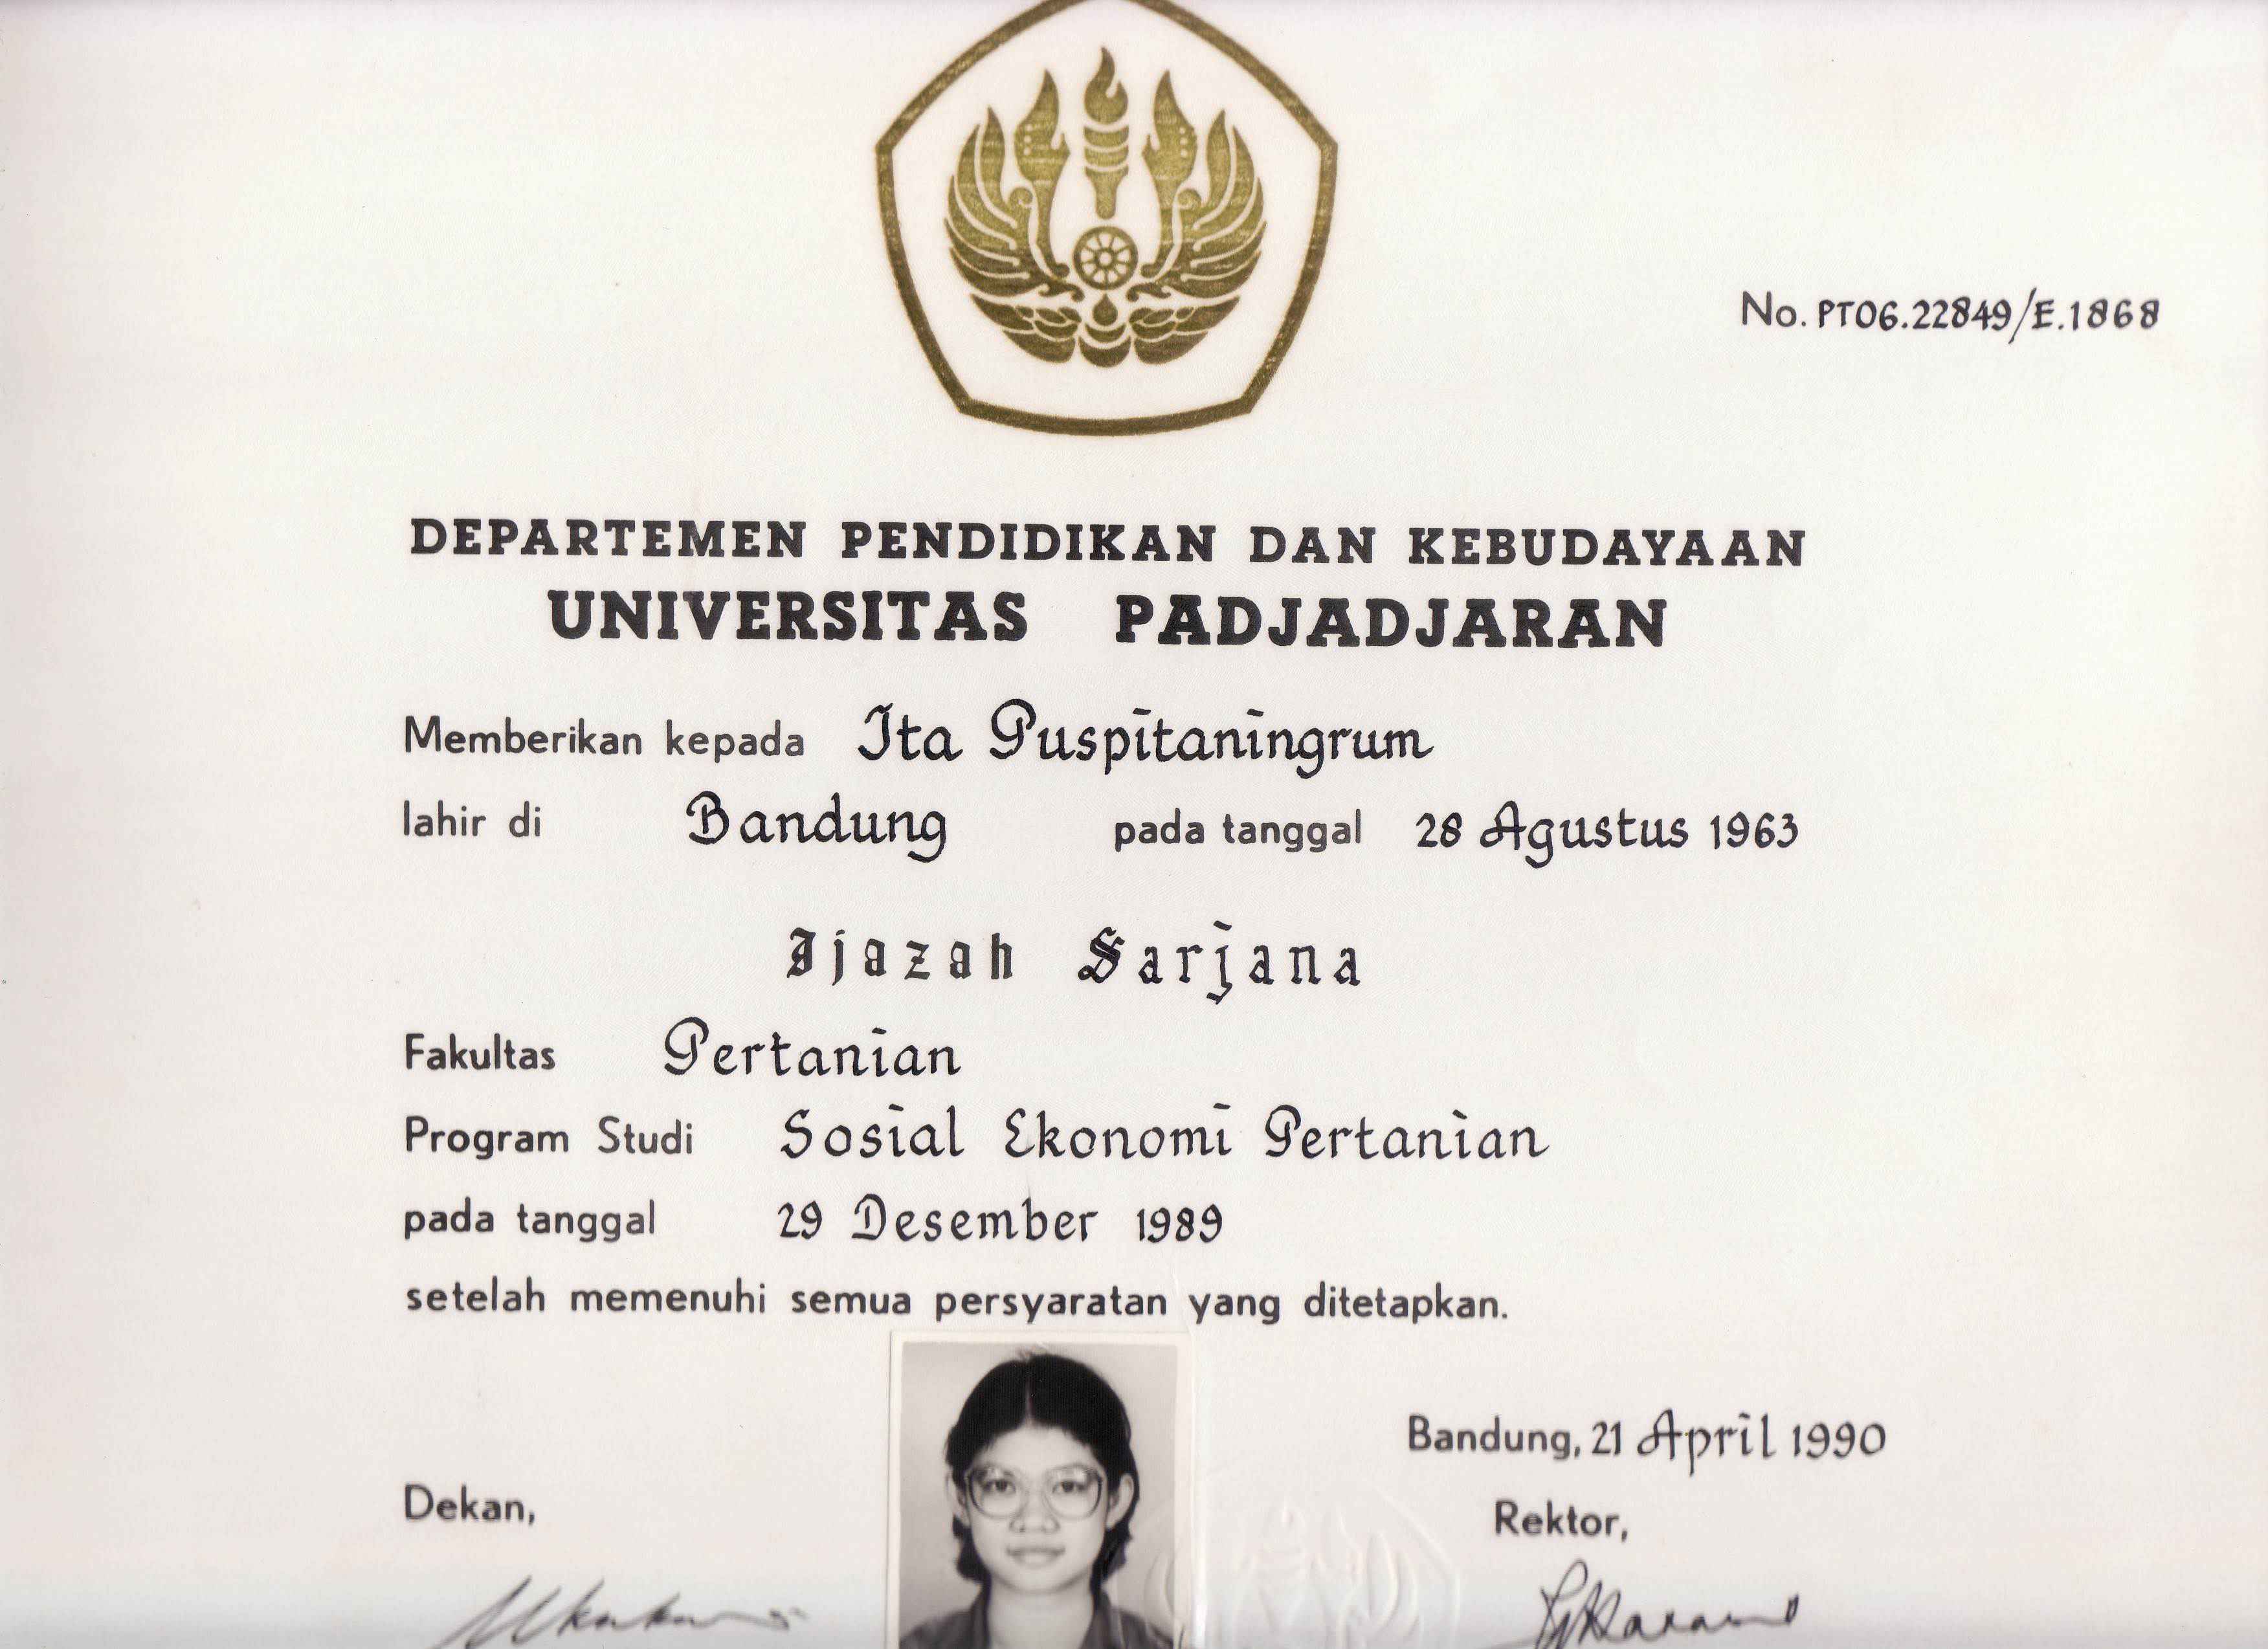 No. PT06.22849/E.1868
DEPARTEMEN PENDIDIKAN DAN KEBUDAYAAN
UNIVERSITAS PADJADJARAN
Memberikan kepada Ita Puspitaningrum
lahir di Bandung pada tanggal 28 Agustus 1963
Ijazah Sarjana
Fakultas Pertanian
Program Studi Sosial Ekonomi Pertanian
pada tanggal 29 Desember 1989
setelah memenuhi semua persyaratan yang ditetapkan.
Bandung, 21 April 1990
Dekan,
Rektor,